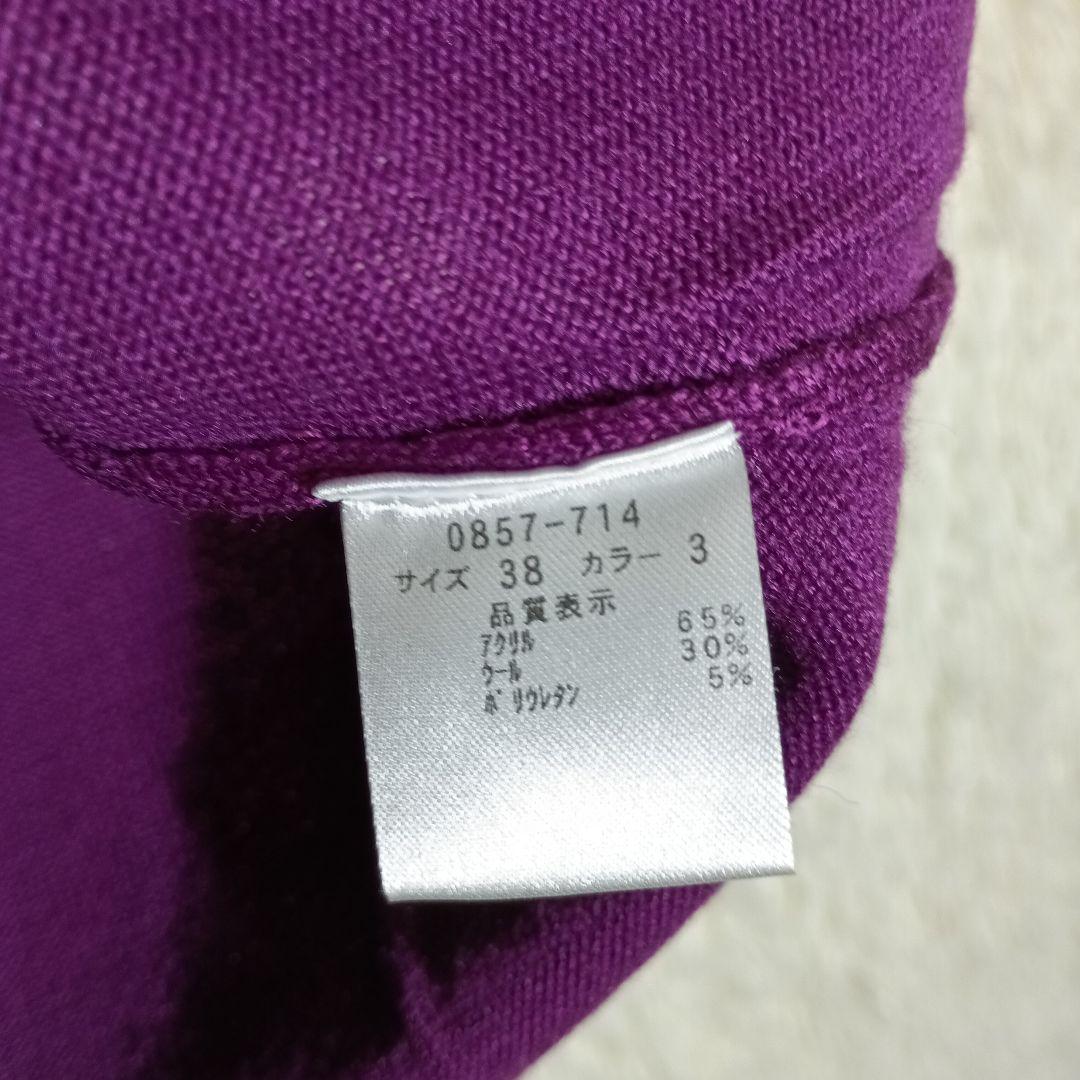 0857-714
サイズ 38 カラー 3
品質表示
ｱｸﾘﾙ 65%
ｳｰﾙ 30%
ﾎﾟﾘｳﾚﾀﾝ 5%